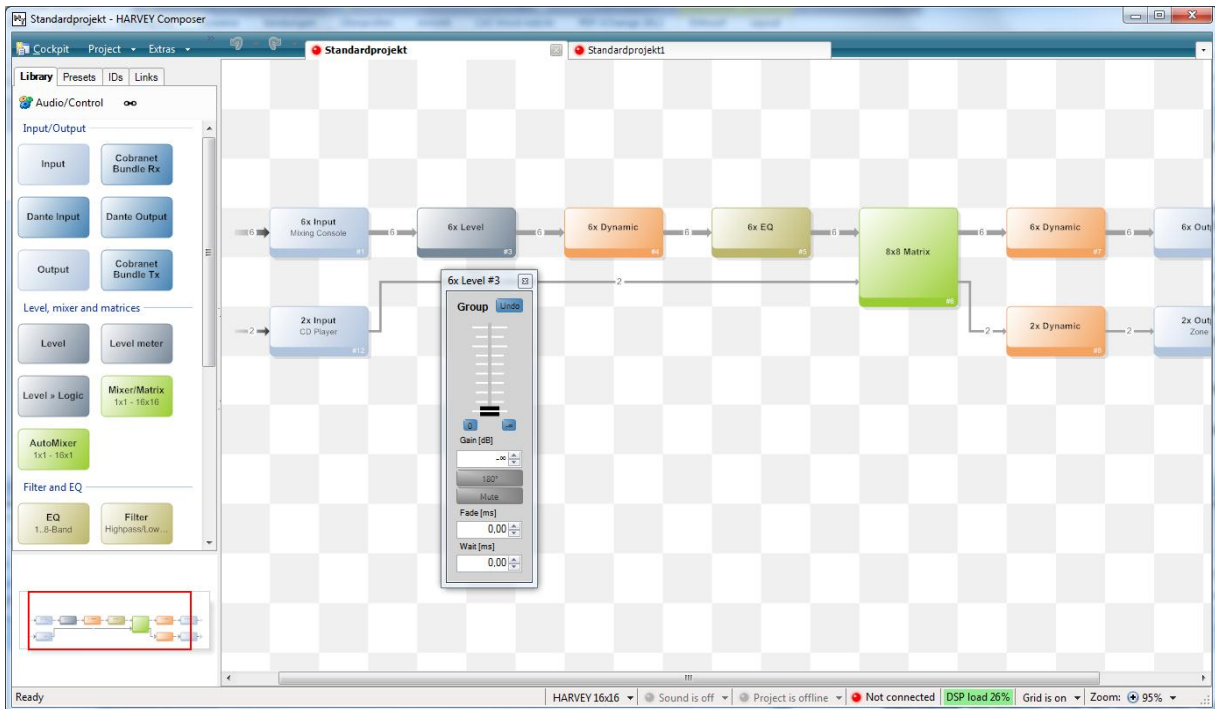 Standardprojekt - HARVEY Composer
Cockpit Project Extras
Standardprojekt
Standardprojekt1
Library Presets IDs Links
Audio/Control
Input/Output
Input
Cobranet
Bundle Rx
Dante Input
Dante Output
Output
Cobranet
Bundle Tx
Level, mixer and matrices
Level
Level meter
Level » Logic
Mixer/Matrix
1x1 - 16x16
AutoMixer
1x1 - 16x1
Filter and EQ
EQ
1..8-Band
Filter
Highpass/Low...
6
6x Input
Mixing Console
#1
6
6x Level
#3
6
6x Dynamic
#4
6
6x EQ
#5
6
8x8 Matrix
#6
6
6x Dynamic
#7
6
6x Out
2
2x Input
CD Player
#12
2
2
2x Dynamic
2
2x Out
Zone
6x Level #3
Group Undo
0 -∞
Gain [dB]
-∞
180°
Mute
Fade [ms]
0,00
Wait [ms]
0,00
Ready
HARVEY 16x16 Sound is off Project is offline Not connected DSP load 26% Grid is on Zoom: 95%